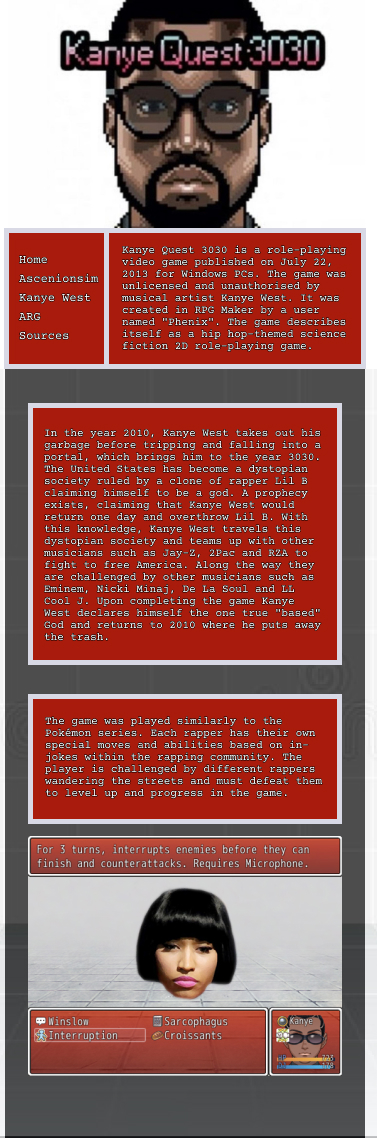 Kanye Quest 3030
Home
Ascenionsim
Kanye West
ARG
Sources
Kanye Quest 3030 is a role-playing
video game published on July 22,
2013 for Windows PCs. The game was
unlicensed and unauthorised by
musical artist Kanye West. It was
created in RPG Maker by a user
named "Phenix". The game describes
itself as a hip hop-themed science
fiction 2D role-playing game.
In the year 2010, Kanye West takes out his
garbage before tripping and falling into a
portal, which brings him to the year 3030.
The United States has become a dystopian
society ruled by a clone of rapper Lil B
claiming himself to be a god. A prophecy
exists, claiming that Kanye West would
return one day and overthrow Lil B. With
this knowledge, Kanye West travels this
dystopian society and teams up with other
musicians such as Jay-Z, 2Pac and RZA to
fight to free America. Along the way they
are challenged by other musicians such as
Eminem, Nicki Minaj, De La Soul and LL
Cool J. Upon completing the game Kanye
West declares himself the one true "based"
God and returns to 2010 where he puts away
the trash.
The game was played similarly to the
Pokémon series. Each rapper has their own
special moves and abilities based on in-
jokes within the rapping community. The
player is challenged by different rappers
wandering the streets and must defeat them
to level up and progress in the game.
For 3 turns, interrupts enemies before they can
finish and counterattacks. Requires Microphone.
Winslow
Sarcophagus
Interruption
Croissants
Kanye